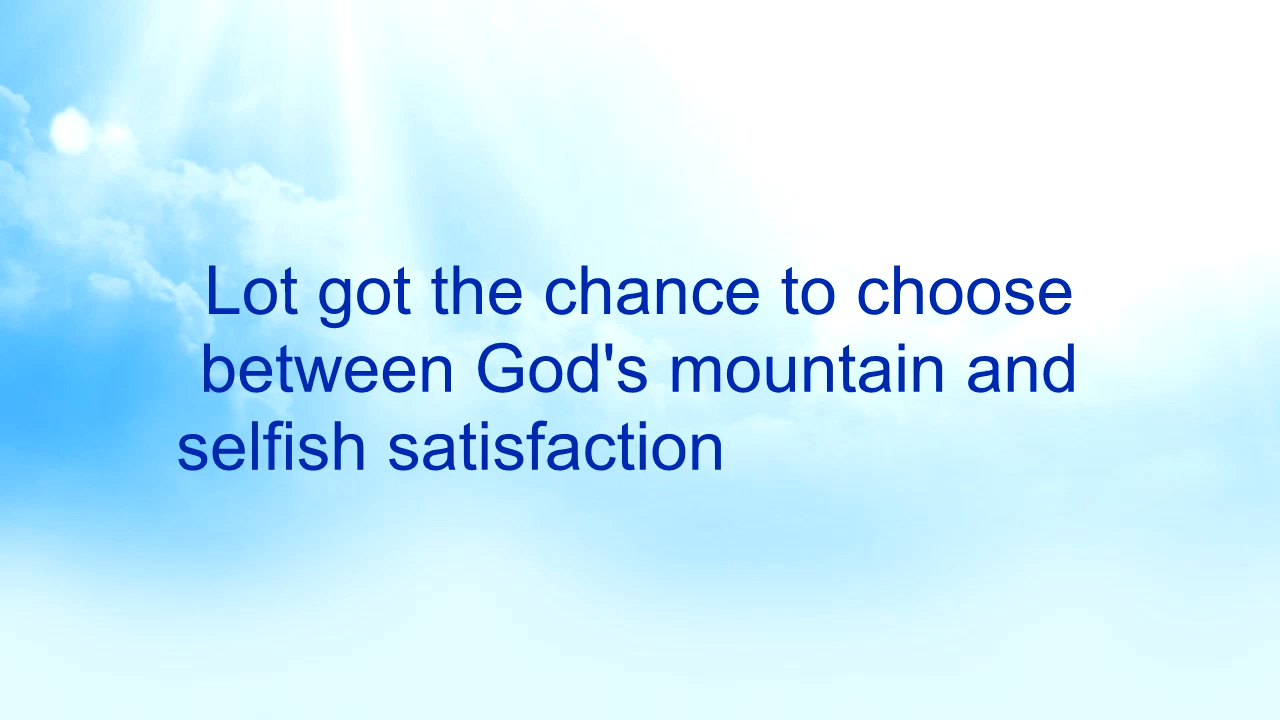 Lot got the chance to choose
between God's mountain and
selfish satisfaction